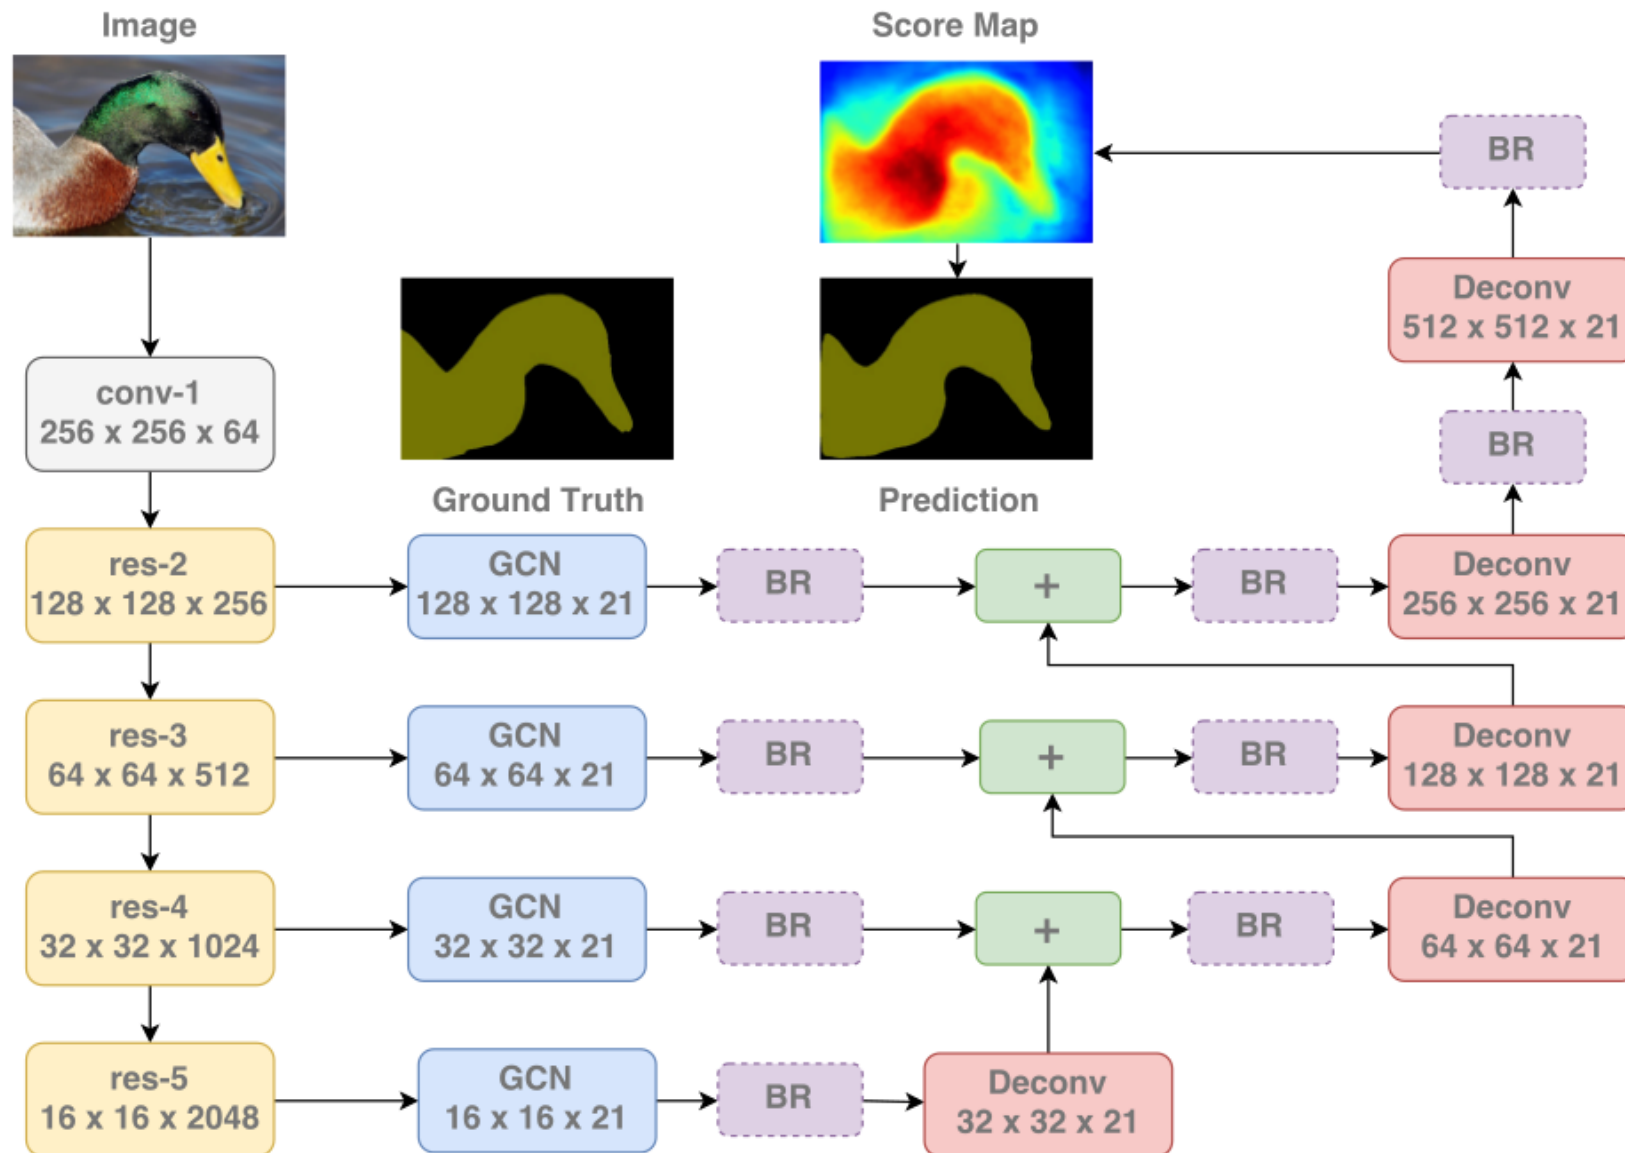 Image
Score Map
BR
Deconv
512 x 512 x 21
conv-1
256 x 256 x 64
BR
Ground Truth
Prediction
res-2
128 x 128 x 256
GCN
128 x 128 x 21
BR
+
BR
Deconv
256 x 256 x 21
res-3
64 x 64 x 512
GCN
64 x 64 x 21
BR
+
BR
Deconv
128 x 128 x 21
res-4
32 x 32 x 1024
GCN
32 x 32 x 21
BR
+
BR
Deconv
64 x 64 x 21
res-5
16 x 16 x 2048
GCN
16 x 16 x 21
BR
Deconv
32 x 32 x 21